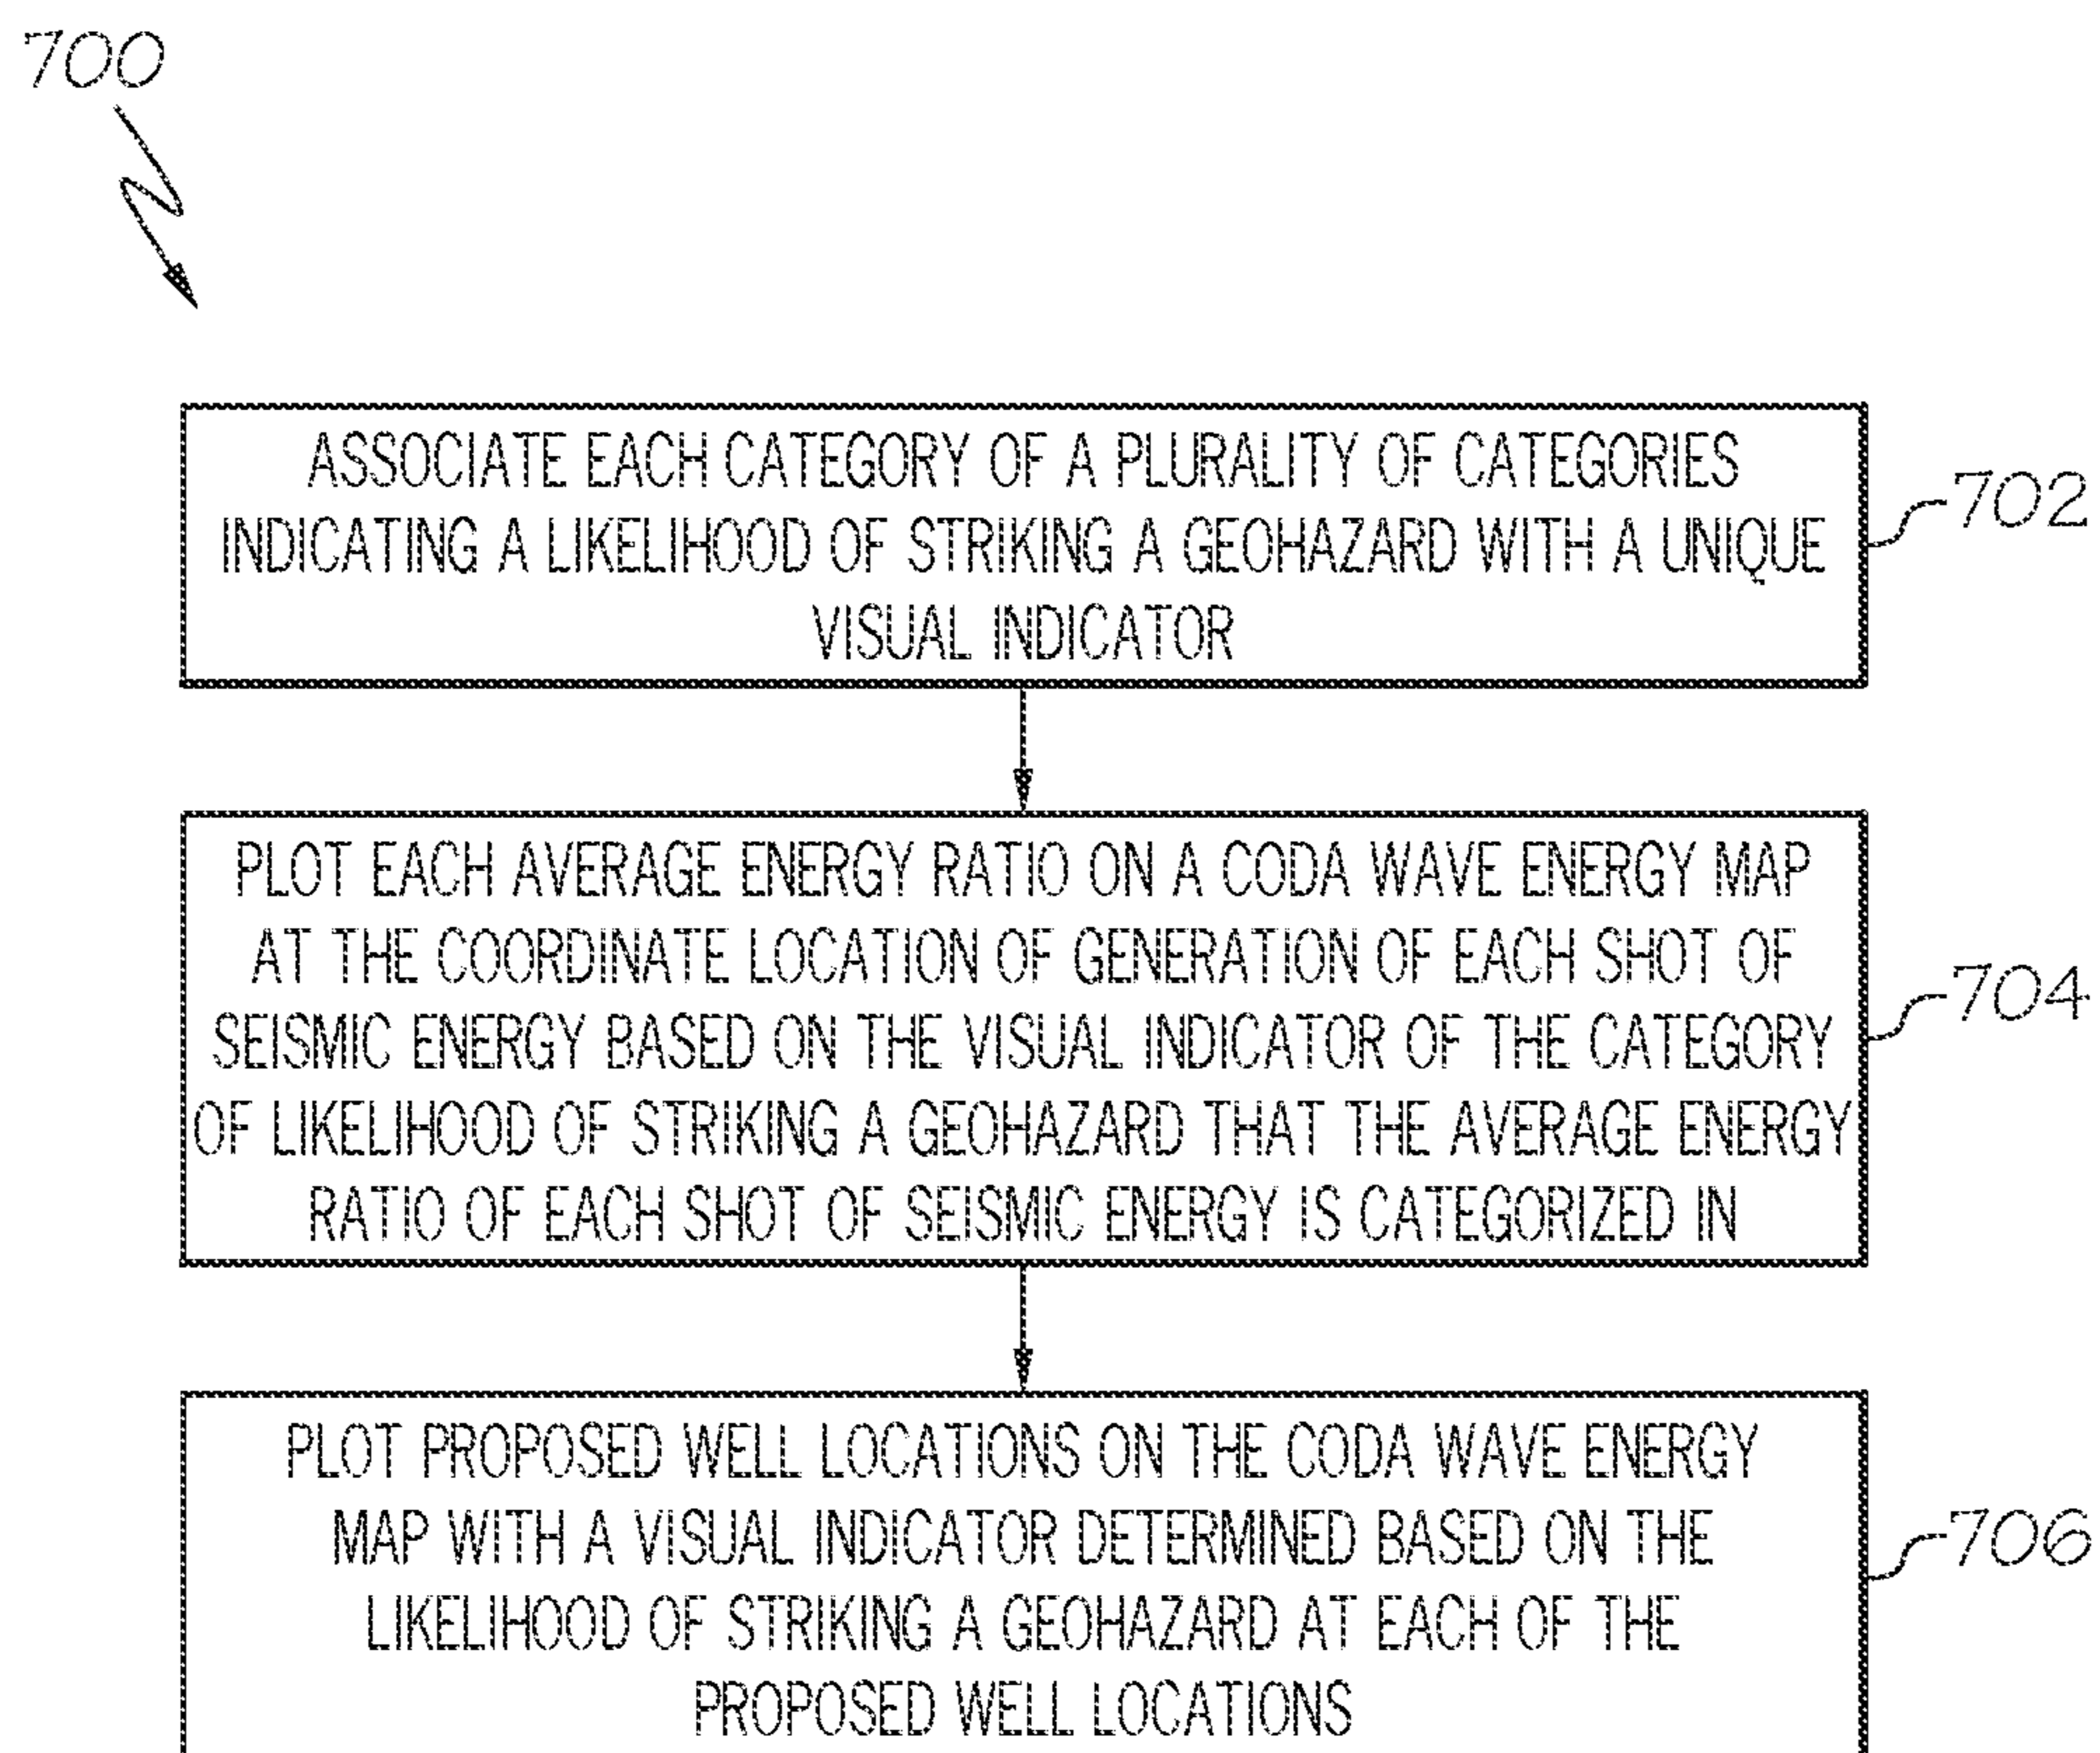 700
ASSOCIATE EACH CATEGORY OF A PLURALITY OF CATEGORIES
INDICATING A LIKELIHOOD OF STRIKING A GEOHAZARD WITH A UNIQUE
VISUAL INDICATOR
702
PLOT EACH AVERAGE ENERGY RATIO ON A CODA WAVE ENERGY MAP
AT THE COORDINATE LOCATION OF GENERATION OF EACH SHOT OF
SEISMIC ENERGY BASED ON THE VISUAL INDICATOR OF THE CATEGORY
OF LIKELIHOOD OF STRIKING A GEOHAZARD THAT THE AVERAGE ENERGY
RATIO OF EACH SHOT OF SEISMIC ENERGY IS CATEGORIZED IN
704
PLOT PROPOSED WELL LOCATIONS ON THE CODA WAVE ENERGY
MAP WITH A VISUAL INDICATOR DETERMINED BASED ON THE
LIKELIHOOD OF STRIKING A GEOHAZARD AT EACH OF THE
PROPOSED WELL LOCATIONS
706